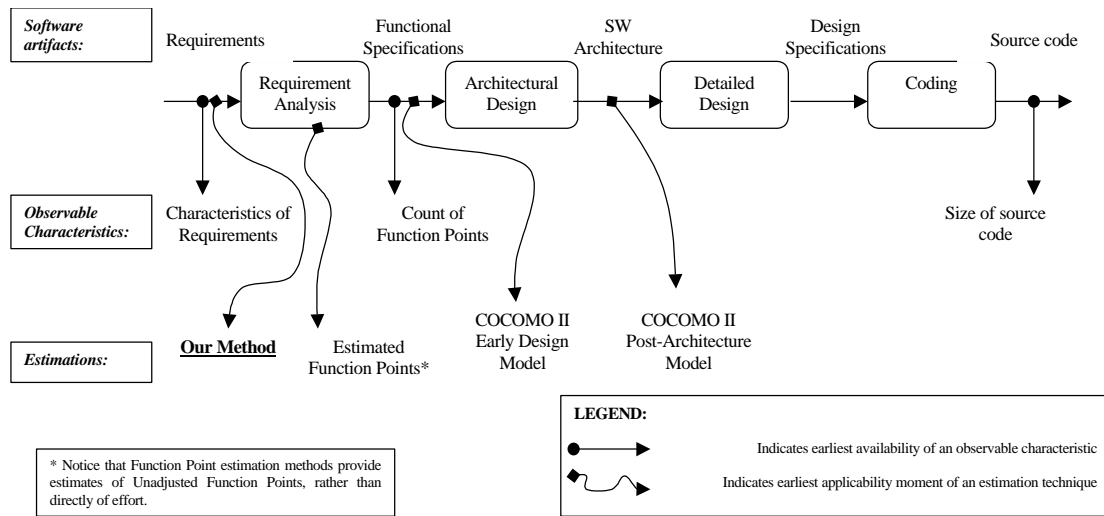 Software
artifacts:
Requirements
Functional
Specifications
SW
Architecture
Design
Specifications
Source code
Requirement
Analysis
Architectural
Design
Detailed
Design
Coding
Observable
Characteristics:
Characteristics of
Requirements
Count of
Function Points
Size of source
code
Estimations:
Our Method
Estimated
Function Points*
COCOMO II
Early Design
Model
COCOMO II
Post-Architecture
Model
* Notice that Function Point estimation methods provide
estimates of Unadjusted Function Points, rather than
directly of effort.
LEGEND:
Indicates earliest availability of an observable characteristic
Indicates earliest applicability moment of an estimation technique